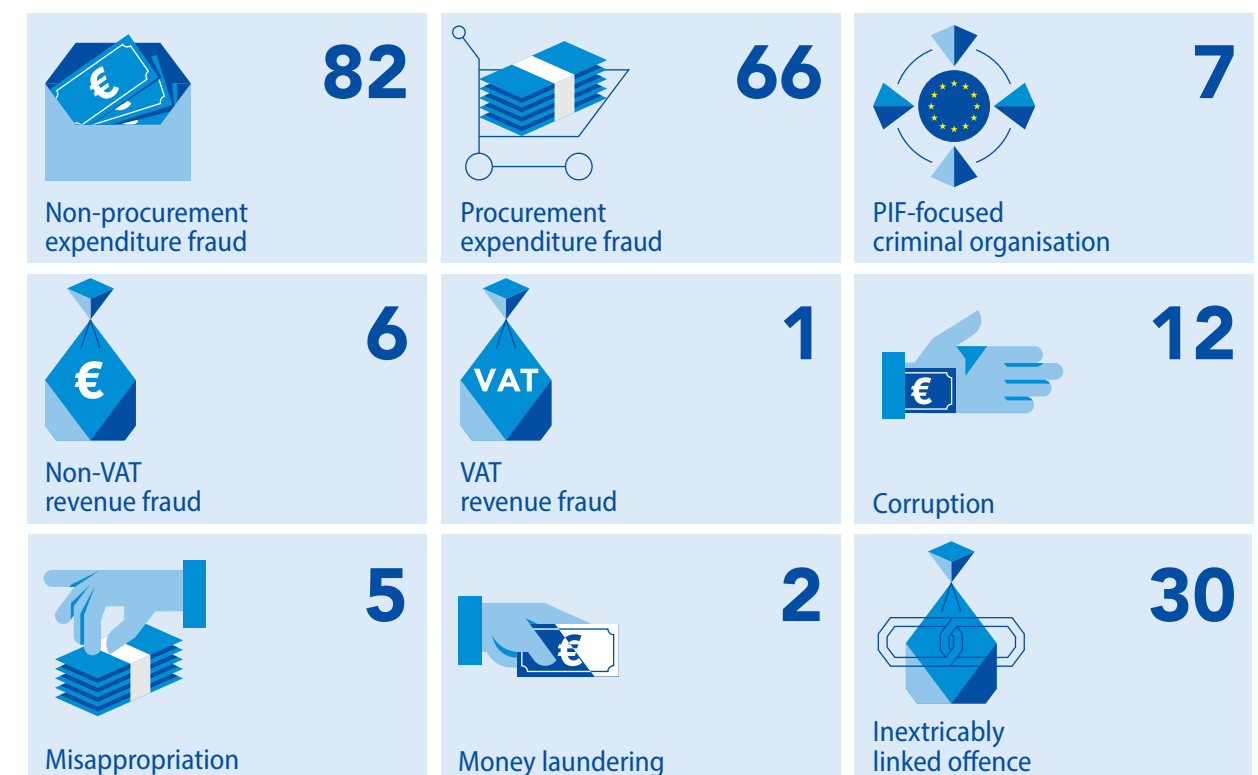 82
Non-procurement
expenditure fraud
66
Procurement
expenditure fraud
7
PIF-focused
criminal organisation
6
€
Non-VAT
revenue fraud
1
VAT
VAT
revenue fraud
12
€
Corruption
5
Misappropriation
2
€
Money laundering
30
Inextricably
linked offence